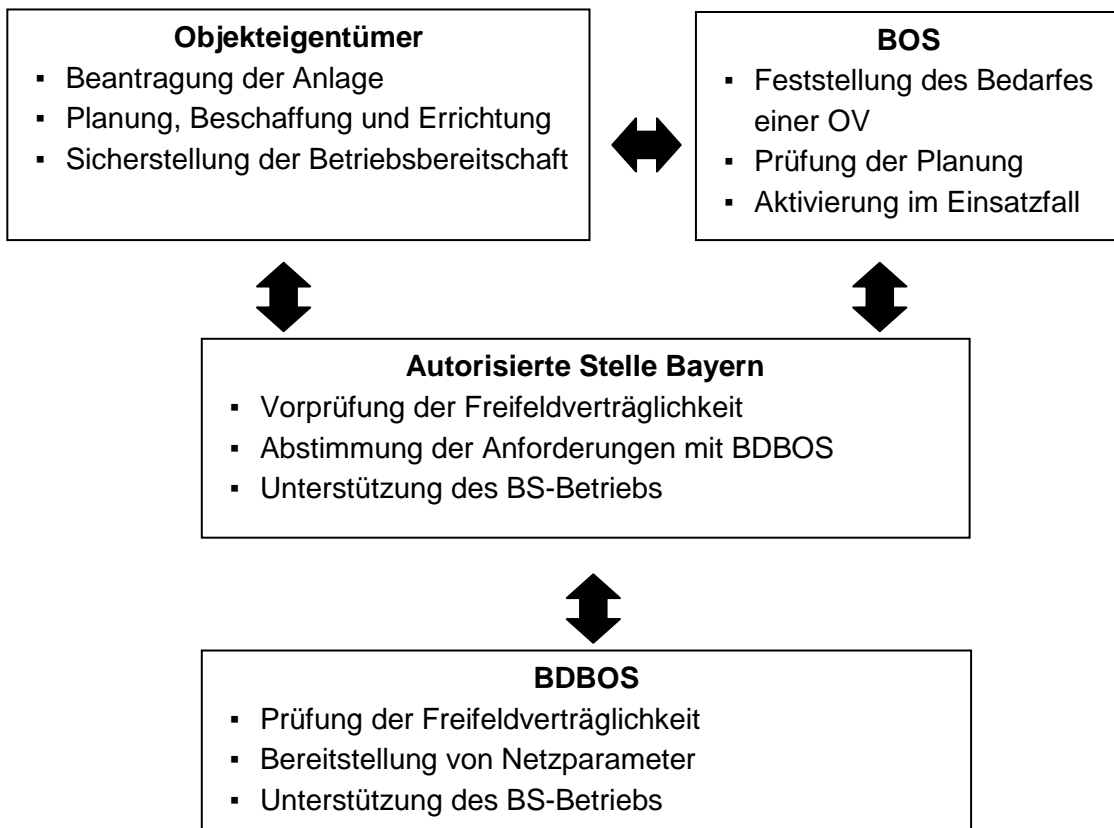 Objekteigentümer
▪ Beantragung der Anlage
▪ Planung, Beschaffung und Errichtung
▪ Sicherstellung der Betriebsbereitschaft
BOS
▪ Feststellung des Bedarfes
einer OV
▪ Prüfung der Planung
▪ Aktivierung im Einsatzfall
Autorisierte Stelle Bayern
▪ Vorprüfung der Freifeldverträglichkeit
▪ Abstimmung der Anforderungen mit BDBOS
▪ Unterstützung des BS-Betriebs
BDBOS
▪ Prüfung der Freifeldverträglichkeit
▪ Bereitstellung von Netzparameter
▪ Unterstützung des BS-Betriebs